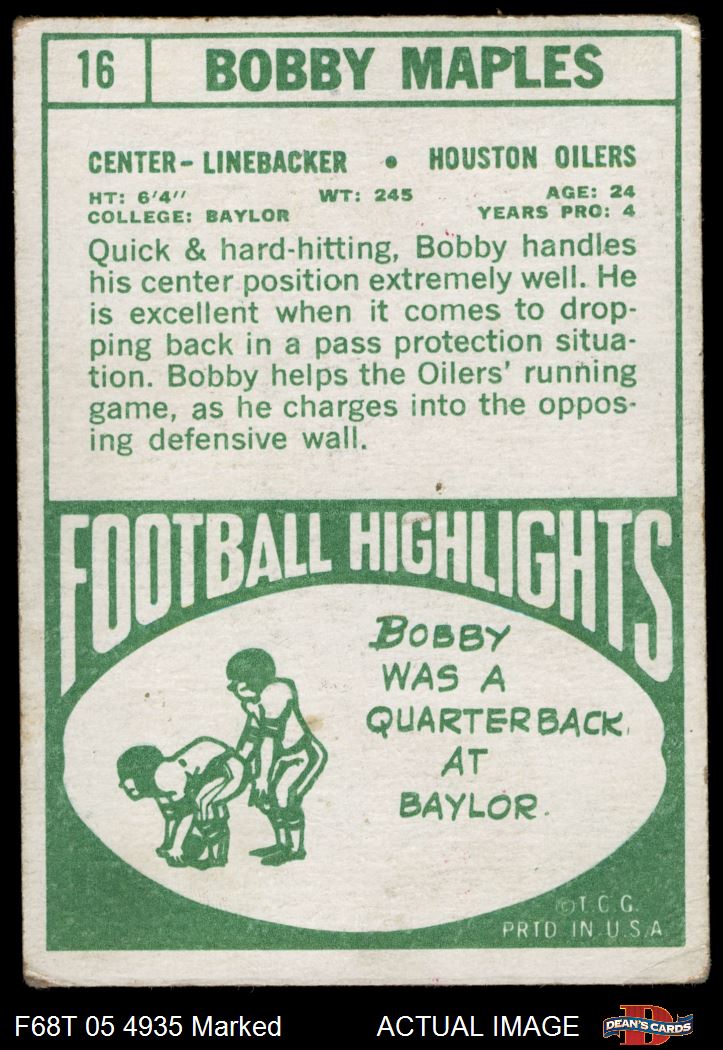 16 BOBBY MAPLES
CENTER-LINEBACKER • HOUSTON OILERS
HT: 6'4" WT: 245 AGE: 24
COLLEGE: BAYLOR YEARS PRO: 4
Quick & hard-hitting, Bobby handles
his center position extremely well. He
is excellent when it comes to drop-
ping back in a pass protection situa-
tion. Bobby helps the Oilers' running
game, as he charges into the oppos-
ing defensive wall.
FOOTBALL HIGHLIGHTS
BOBBY
WAS A
QUARTERBACK
AT
BAYLOR.
©T.C.G.
PRTD IN U.S.A
F68T 05 4935 Marked ACTUAL IMAGE D DEAN'S CARDS